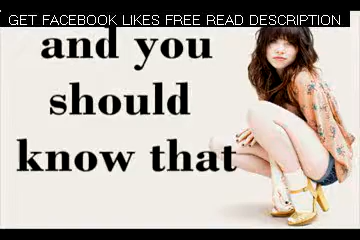 GET FACEBOOK LIKES FREE READ DESCRIPTION
and you
should
know that